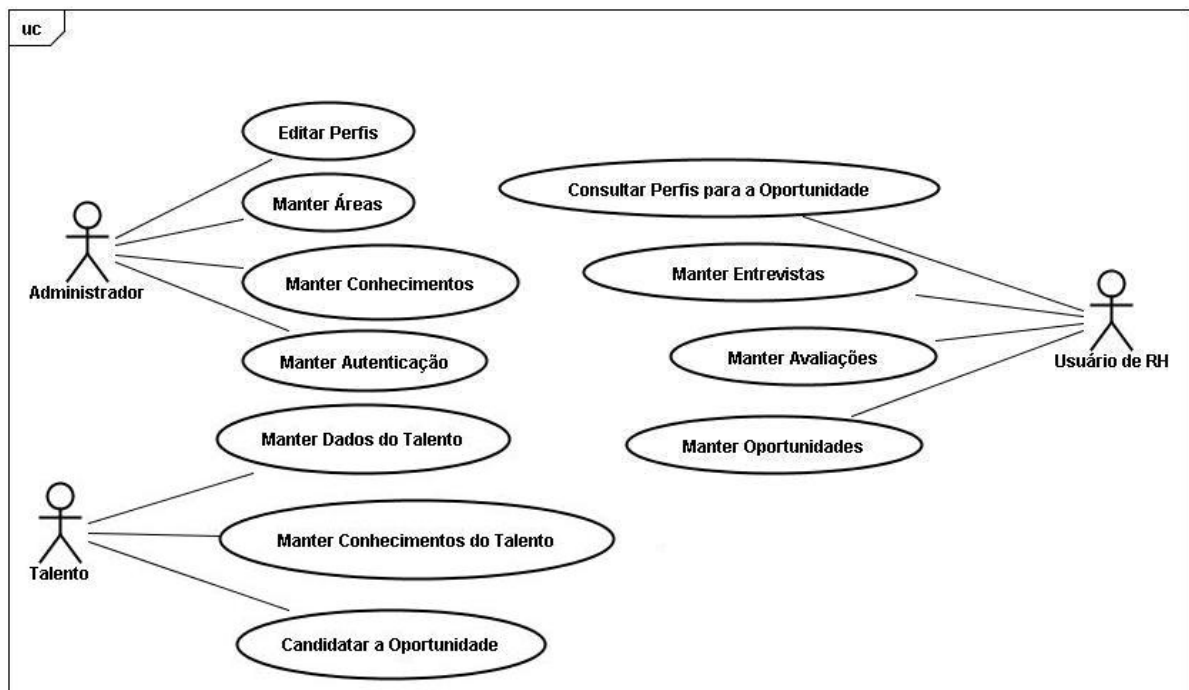 uc
Editar Perfis
Manter Áreas
Manter Conhecimentos
Manter Autenticação
Administrador
Manter Dados do Talento
Manter Conhecimentos do Talento
Candidatar a Oportunidade
Talento
Consultar Perfis para a Oportunidade
Manter Entrevistas
Manter Avaliações
Manter Oportunidades
Usuário de RH